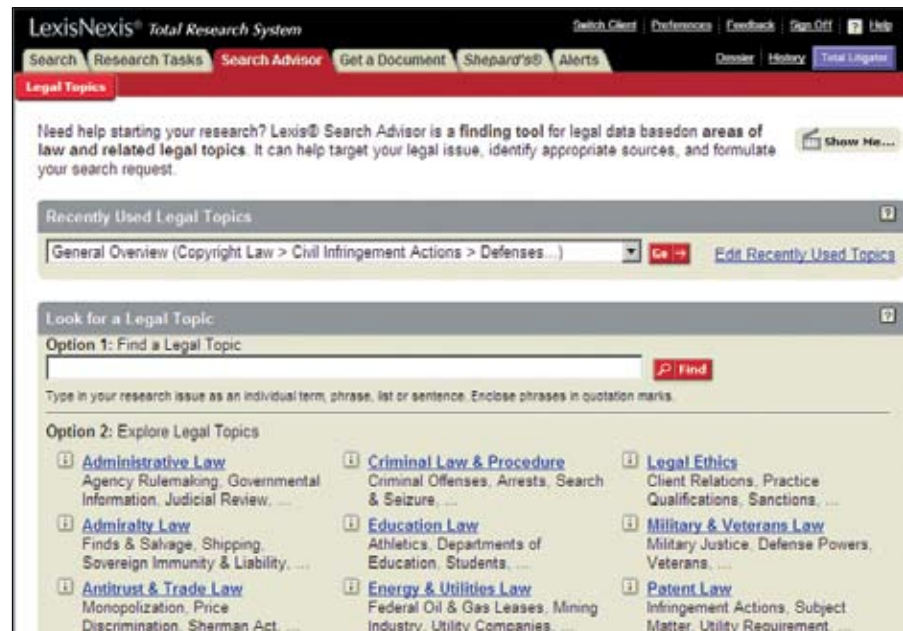 LexisNexis® Total Research System
Switch Client | Preferences | Feedback | Sign Off | ? Help
Search Research Tasks Search Advisor Get a Document Shepard's® Alerts
Dossier | History Total Litigator
Legal Topics
Need help starting your research? Lexis® Search Advisor is a finding tool for legal data basedon areas of
law and related legal topics. It can help target your legal issue, identify appropriate sources, and formulate
your search request.
Show Me...
Recently Used Legal Topics ?
General Overview (Copyright Law > Civil Infringement Actions > Defenses...) Go Edit Recently Used Topics
Look for a Legal Topic ?
Option 1: Find a Legal Topic
Find
Type in your research issue as an individual term, phrase, list or sentence. Enclose phrases in quotation marks.
Option 2: Explore Legal Topics
i Administrative Law
Agency Rulemaking, Governmental
Information, Judicial Review, ...
i Admiralty Law
Finds & Salvage, Shipping,
Sovereign Immunity & Liability, ...
i Antitrust & Trade Law
Monopolization, Price
Discrimination, Sherman Act, ...
i Criminal Law & Procedure
Criminal Offenses, Arrests, Search
& Seizure, ...
i Education Law
Athletics, Departments of
Education, Students, ...
i Energy & Utilities Law
Federal Oil & Gas Leases, Mining
Industry, Utility Companies, ...
i Legal Ethics
Client Relations, Practice
Qualifications, Sanctions, ...
i Military & Veterans Law
Military Justice, Defense Powers,
Veterans, ...
i Patent Law
Infringement Actions, Subject
Matter, Utility Requirement, ...